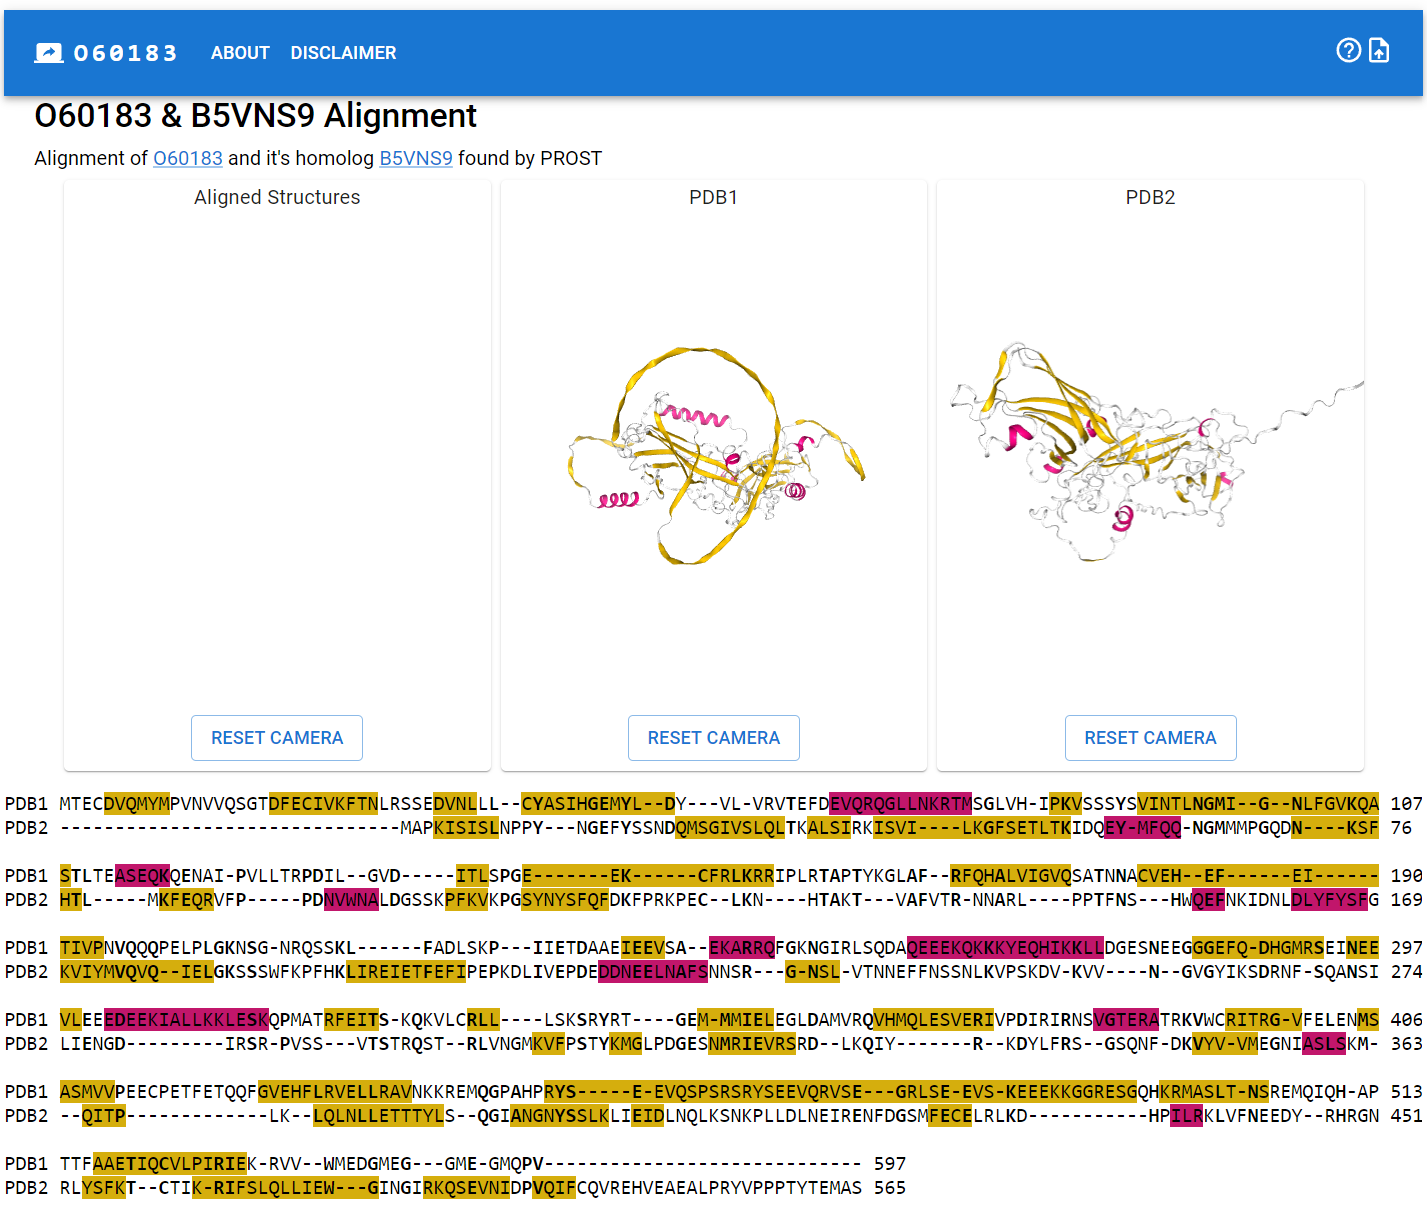 O60183 ABOUT DISCLAIMER
O60183 & B5VNS9 Alignment
Alignment of O60183 and it's homolog B5VNS9 found by PROST
Aligned Structures PDB1 PDB2
RESET CAMERA RESET CAMERA RESET CAMERA
PDB1 MTECDVQMYMPVNVVQSGTDFECIVKFTNLRSSEDVNLLL--CYASIHGEMYL--DY---VL-VRVTEFDEVQRQGLLNKRTMSGLVH-IPKVSSSYSVINTLNGMI--G--NLFGVKQA 107
PDB2 -------------------------------MAPKISISLNPPY---NGEFYSSNDQMSGIVSLQLTKALSIRKISVI----LKGFSETLTKIDQEY-MFQQ-NGMMMPGQDN----KSF 76
PDB1 STLTEASEQKQENAI-PVLLTRPDIL--GVD-----ITLSPGE-------EK------CFRLKRRIPLRTAPTYKGLAF--RFQHALVIGVQSATNNACVEH--EF------EI------ 190
PDB2 HTL-----MKFEQRVFP-----PDNVWNALDGSSKPFKVKPGSYNYSFQFDKFPRKPEC--LKN----HTAKT---VAFVTR-NNARL----PPTFNS---HWQEFNKIDNLDLYFYSFG 169
PDB1 TIVPNVQQQPELPLGKNSG-NRQSSKL------FADLSKP---IIETDAAEIEEVSA--EKARRQFGKNGIRLSQDAQEEEKQKKKYEQHIKKLLDGESNEEGGGEFQ-DHGMRSEINEE 297
PDB2 KVIYMVQVQ--IELGKSSSWFKPFHKLIREIETFEFIPEPKDLIVEPDEDDNEELNAFSNNSR---G-NSL-VTNNEFFNSSNLKVPSKDV-KVV----N--GVGYIKSDRNF-SQANSI 274
PDB1 VLEEEDEEKIALLKKLESKQPMATRFEITS-KQKVLCRLL----LSKSRYRT----GEM-MMIELEGLDAMVRQVHMQLESVERIVPDIRIRNSVGTERATRKVWCRITRG-VFELENMS 406
PDB2 LIENGD---------IRSR-PVSS---VTSTRQST--RLVNGMKVFPSTYKMGLPDGESNMRIEVRSRD--LKQIY-------R--KDYLFRS--GSQNF-DKVYV-VMEGNIASLSKM- 363
PDB1 ASMVVPEECPETFETQQFGVEHFLRVELLRAVNKKREMQGPAHPRYS-----E-EVQSPSRSRYSEEVQRVSE---GRLSE-EVS-KEEEKKGGRESGQHKRMASLT-NSREMQIQH-AP 513
PDB2 --QITP-------------LK--LQLNLLETTTYLS--QGIANGNYSSLKLIEIDLNQLKSNKPLLDLNEIRENFDGSMFECELRLKD-----------HPILRKLVFNEEDY--RHRGN 451
PDB1 TTFAAETIQCVLPIRIEK-RVV--WMEDGMEG---GME-GMQPV----------------------------- 597
PDB2 RLYSFKT--CTIK-RIFSLQLLIEW---GINGIRKQSEVNIDPVQIFCQVREHVEAEALPRYVPPPTYTEMAS 565